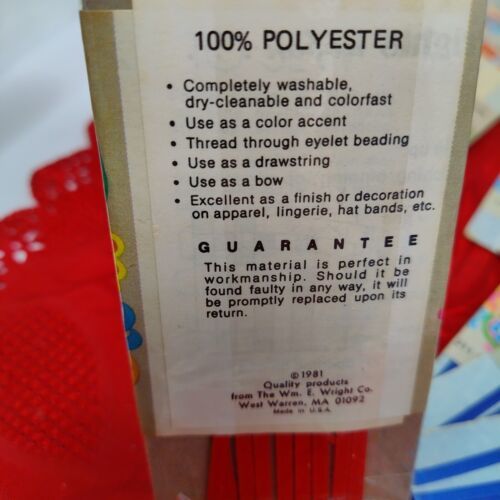 100% POLYESTER
• Completely washable,
dry-cleanable and colorfast
• Use as a color accent
• Thread through eyelet beading
• Use as a drawstring
• Use as a bow
• Excellent as a finish or decoration
on apparel, lingerie, hat bands, etc.
GUARANTEE
This material is perfect in
workmanship. Should it be
found faulty in any way, it will
be promptly replaced upon its
return.
©1981
Quality products
from The Wm. E. Wright Co.
West Warren, MA 01092
Made in U.S.A.